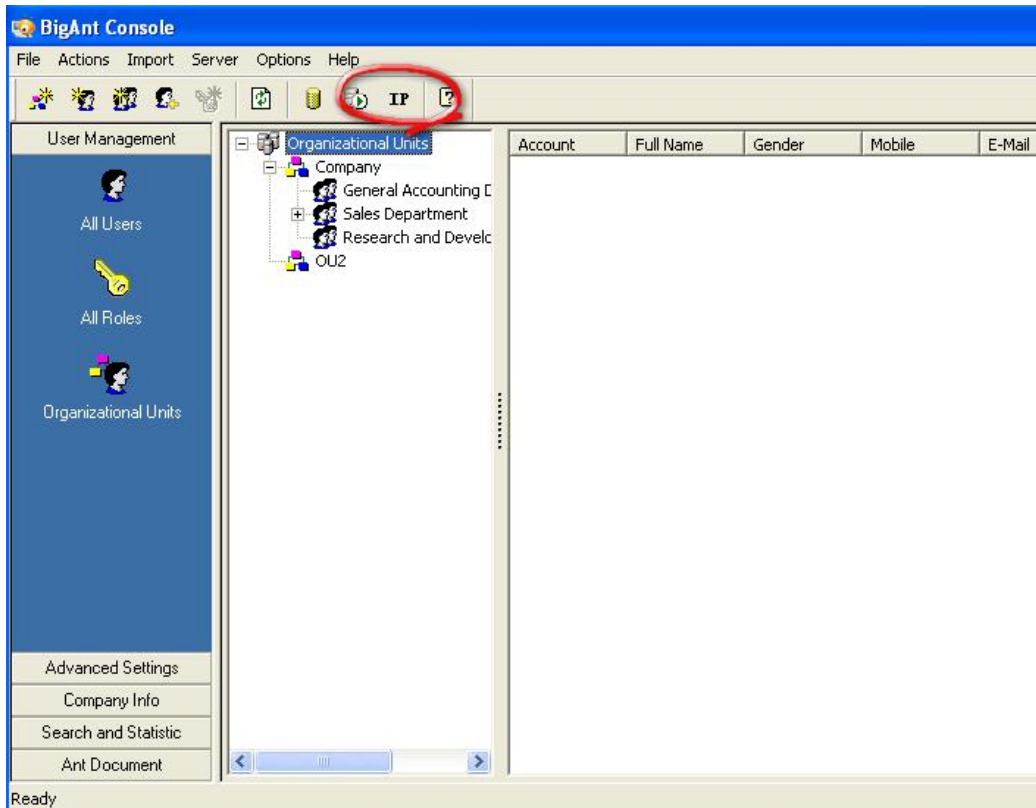 BigAnt Console
File Actions Import Server Options Help
IP
User Management
All Users
All Roles
Organizational Units
Advanced Settings
Company Info
Search and Statistic
Ant Document
Organizational Units
Company
General Accounting D
Sales Department
Research and Develc
OU2
Account Full Name Gender Mobile E-Mail
Ready